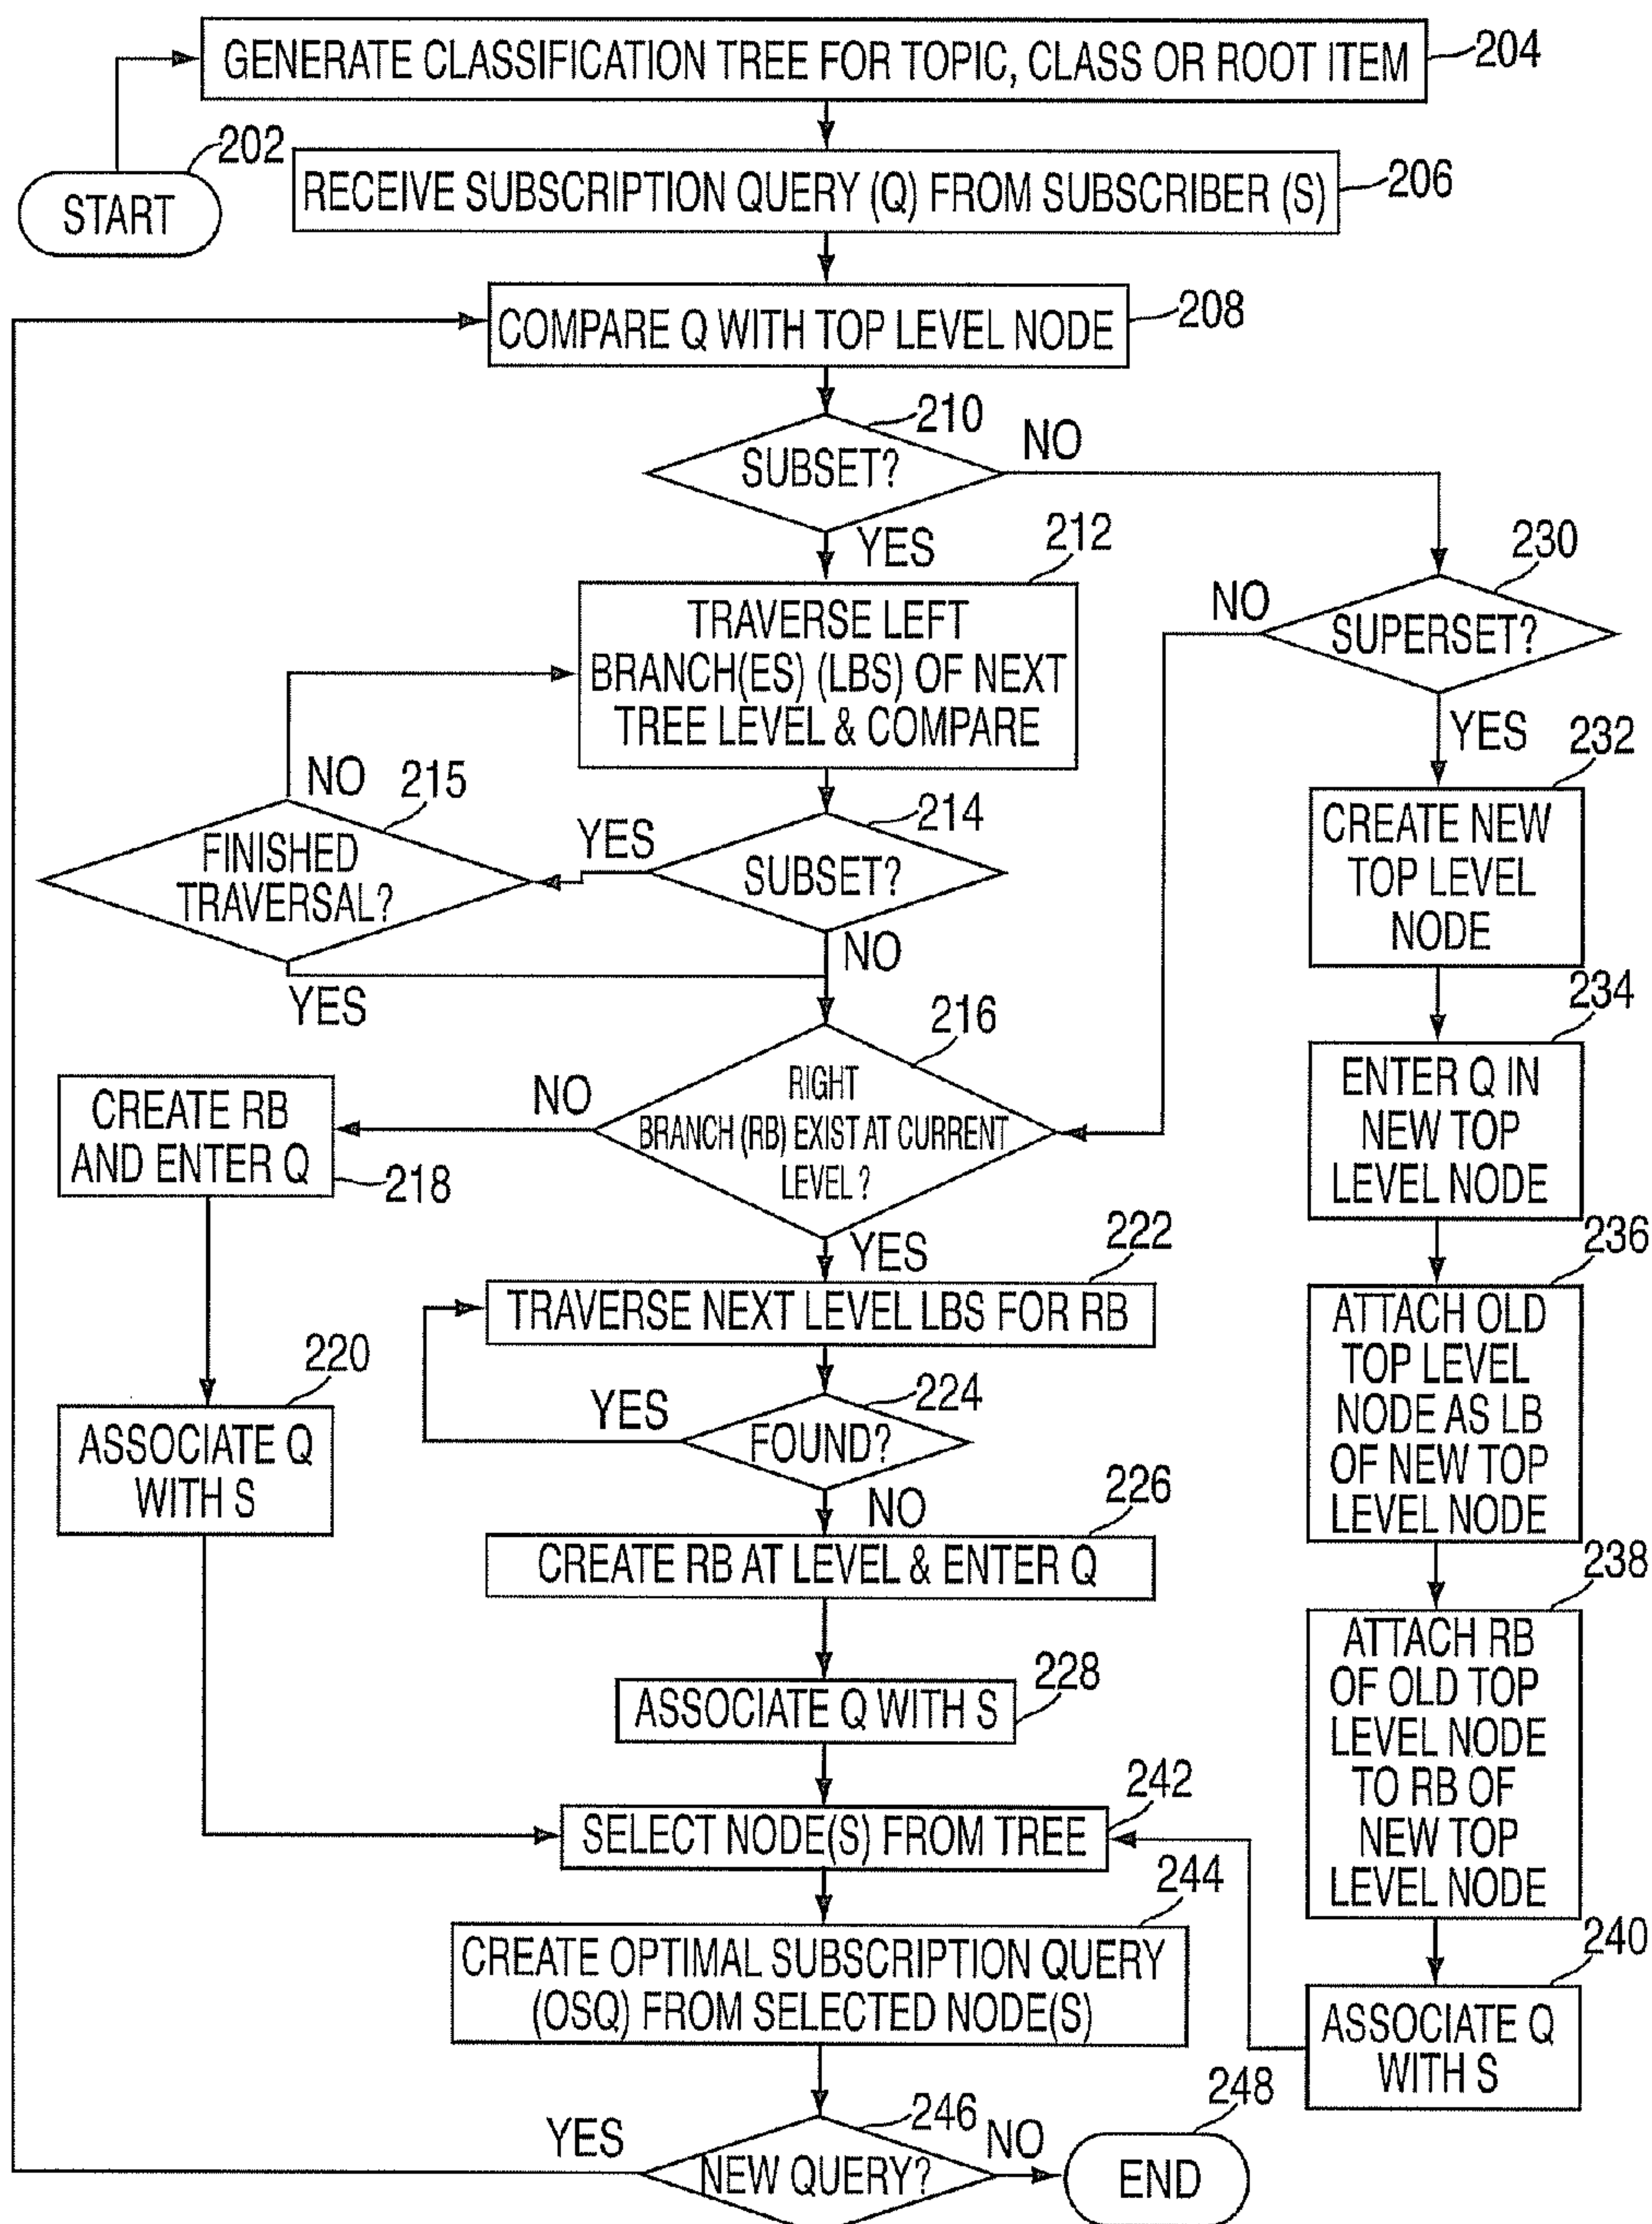 GENERATE CLASSIFICATION TREE FOR TOPIC, CLASS OR ROOT ITEM
204
202
START
RECEIVE SUBSCRIPTION QUERY (Q) FROM SUBSCRIBER (S)
206
COMPARE Q WITH TOP LEVEL NODE
208
210
SUBSET?
NO
YES
212
TRAVERSE LEFT
BRANCH(ES) (LBS) OF NEXT
TREE LEVEL & COMPARE
230
NO
SUPERSET?
YES
NO
215
FINISHED
TRAVERSAL?
YES
YES
214
SUBSET?
NO
232
CREATE NEW
TOP LEVEL
NODE
216
RIGHT
BRANCH (RB) EXIST AT CURRENT
LEVEL?
NO
YES
234
ENTER Q IN
NEW TOP
LEVEL NODE
CREATE RB
AND ENTER Q
218
222
TRAVERSE NEXT LEVEL LBS FOR RB
236
ATTACH OLD
TOP LEVEL
NODE AS LB
OF NEW TOP
LEVEL NODE
220
ASSOCIATE Q
WITH S
224
YES
FOUND?
NO
226
CREATE RB AT LEVEL & ENTER Q
238
ATTACH RB
OF OLD TOP
LEVEL NODE
TO RB OF
NEW TOP
LEVEL NODE
228
ASSOCIATE Q WITH S
242
SELECT NODE(S) FROM TREE
244
CREATE OPTIMAL SUBSCRIPTION QUERY
(OSQ) FROM SELECTED NODE(S)
240
ASSOCIATE Q
WITH S
246
YES
NEW QUERY?
NO
248
END